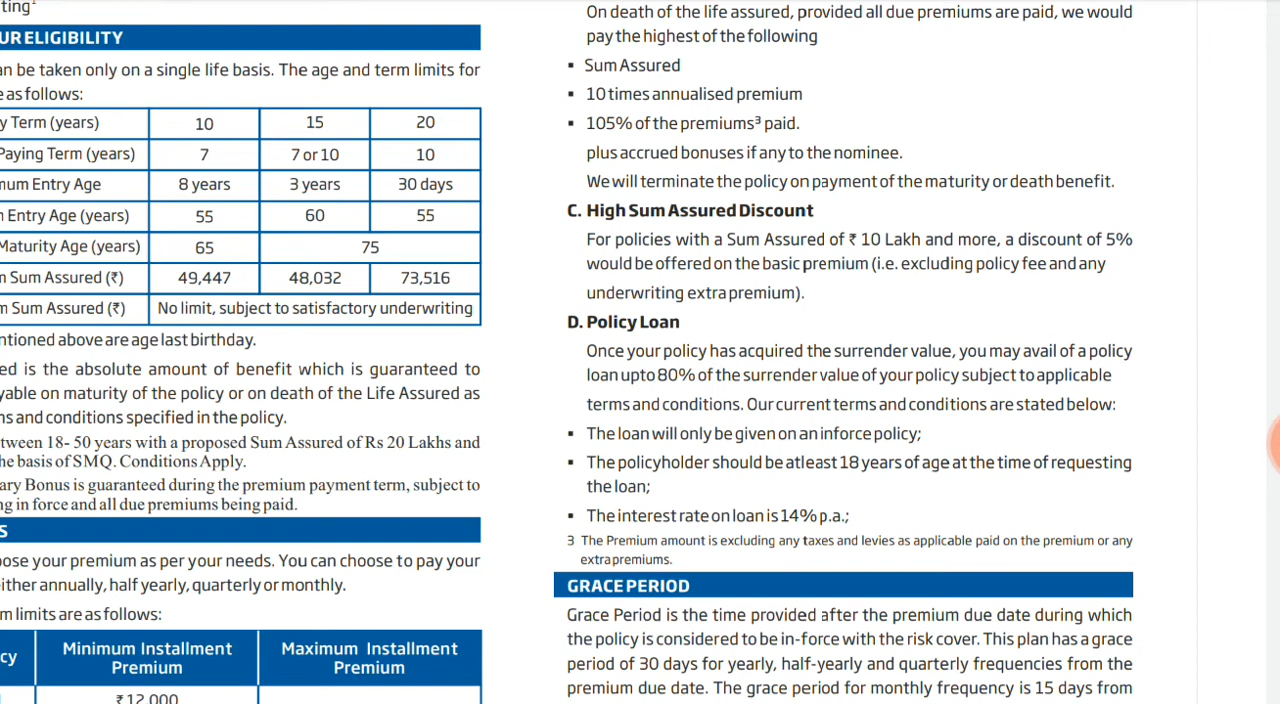 ting¹
UR ELIGIBILITY
an be taken only on a single life basis. The age and term limits for
e as follows:
y Term (years) 10 15 20
Paying Term (years) 7 7 or 10 10
mum Entry Age 8 years 3 years 30 days
n Entry Age (years) 55 60 55
Maturity Age (years) 65 75
m Sum Assured (₹) 49,447 48,032 73,516
m Sum Assured (₹) No limit, subject to satisfactory underwriting
ntioned above are age last birthday.
ed is the absolute amount of benefit which is guaranteed to
yable on maturity of the policy or on death of the Life Assured as
ns and conditions specified in the policy.
tween 18- 50 years with a proposed Sum Assured of Rs 20 Lakhs and
he basis of SMQ. Conditions Apply.
ary Bonus is guaranteed during the premium payment term, subject to
ng in force and all due premiums being paid.
S
ose your premium as per your needs. You can choose to pay your
either annually, half yearly, quarterly or monthly.
m limits are as follows:
cy Minimum Installment Premium Maximum Installment Premium
₹ 12,000
On death of the life assured, provided all due premiums are paid, we would
pay the highest of the following
▪ Sum Assured
▪ 10 times annualised premium
▪ 105% of the premiums³ paid.
plus accrued bonuses if any to the nominee.
We will terminate the policy on payment of the maturity or death benefit.
C. High Sum Assured Discount
For policies with a Sum Assured of ₹ 10 Lakh and more, a discount of 5%
would be offered on the basic premium (i.e. excluding policy fee and any
underwriting extra premium).
D. Policy Loan
Once your policy has acquired the surrender value, you may avail of a policy
loan upto 80% of the surrender value of your policy subject to applicable
terms and conditions. Our current terms and conditions are stated below:
▪ The loan will only be given on an inforce policy;
▪ The policyholder should be atleast 18 years of age at the time of requesting
the loan;
▪ The interest rate on loan is 14% p.a.;
3 The Premium amount is excluding any taxes and levies as applicable paid on the premium or any
extra premiums.
GRACE PERIOD
Grace Period is the time provided after the premium due date during which
the policy is considered to be in-force with the risk cover. This plan has a grace
period of 30 days for yearly, half-yearly and quarterly frequencies from the
premium due date. The grace period for monthly frequency is 15 days from